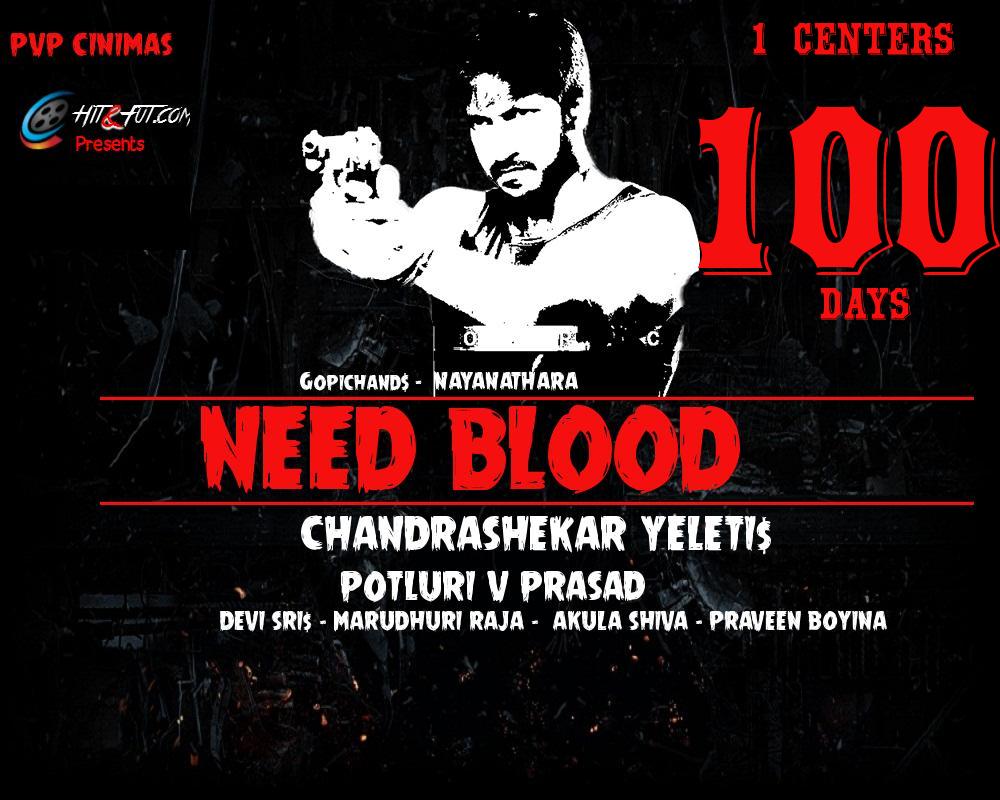 PVP CINIMAS
HIT&FUT.COM
Presents
1 CENTERS
100
DAYS
GOPICHAND$ - NAYANATHARA
NEED BLOOD
CHANDRASHEKAR YELETI$
POTLURI V PRASAD
DEVI SRI$ - MARUDHURI RAJA - AKULA SHIVA - PRAVEEN BOYINA